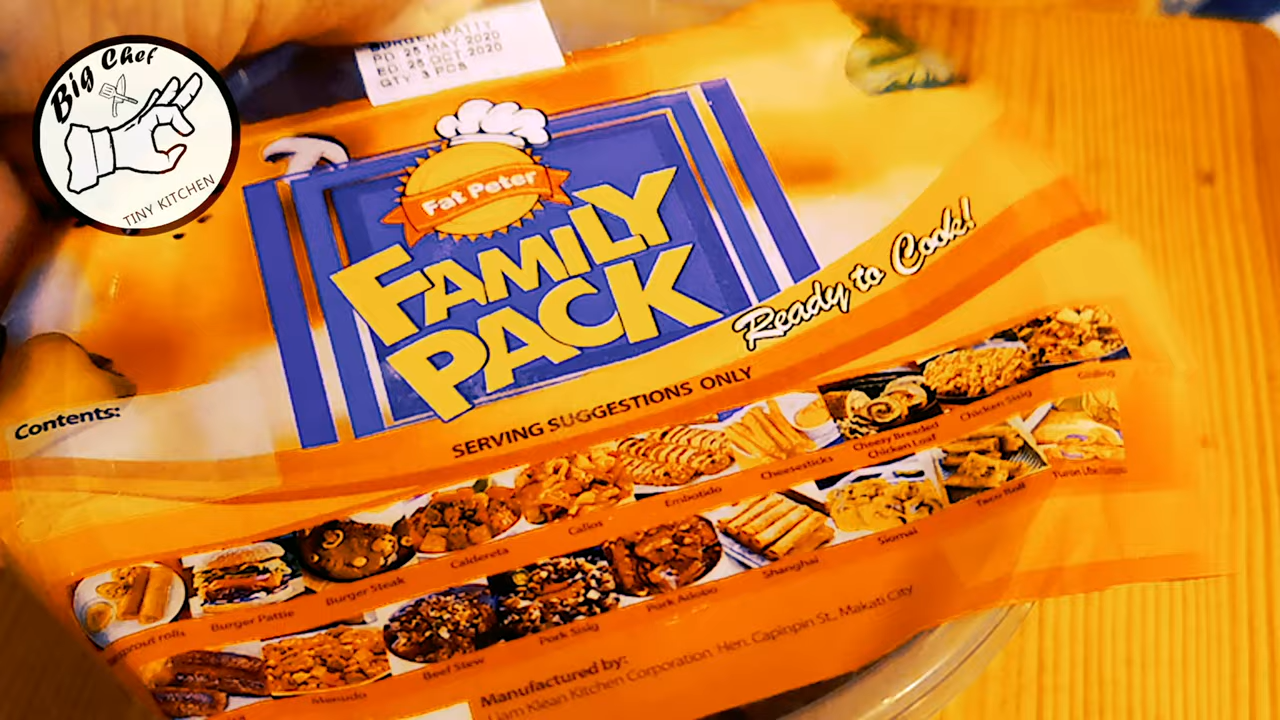 Big Chef
TINY KITCHEN
BURGER PATTY
PD 25 MAY 2020
ED 25 OCT 2020
QTY 3 PCS
Fat Peter
FAMILY
PACK
Ready to Cook!
Contents:
SERVING SUGGESTIONS ONLY
rolls
Burger Pattie
Burger Steak
Caldereta
Callos
Embotido
Cheesesticks
Cheesy Breaded
Chicken Loaf
Chicken Sisig
Menudo
Beef Stew
Pork Sisig
Pork Adobo
Shanghai
Siomai
Taco Roll
Manufactured by:
Kitchen Corporation Hen. Capinpin St., Makati City